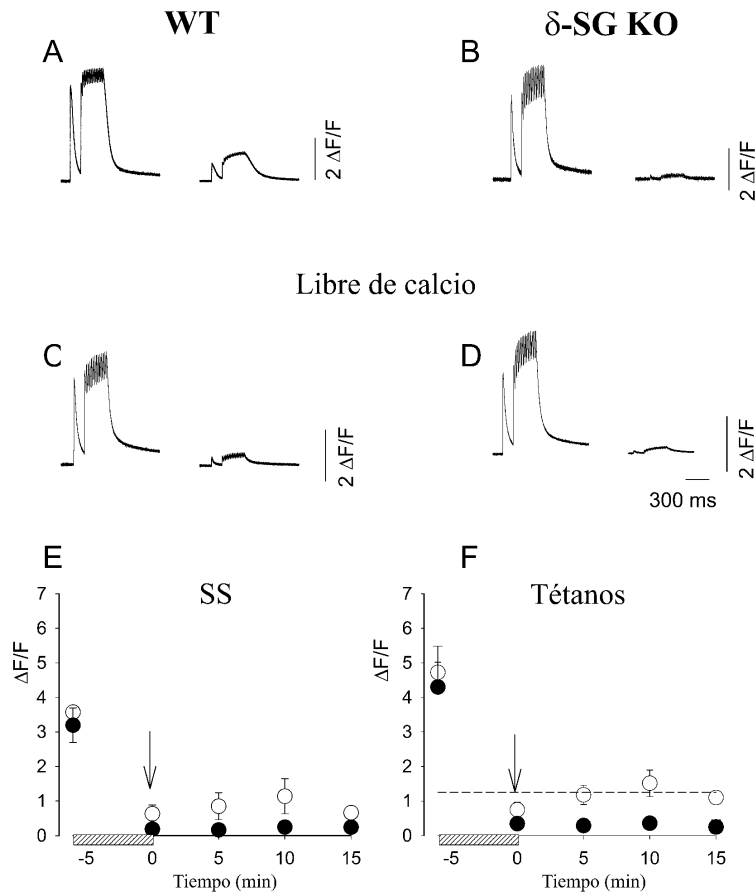 WT
δ-SG KO
A
B
2 ΔF/F
2 ΔF/F
Libre de calcio
C
D
2 ΔF/F
2 ΔF/F
300 ms
E
F
SS
Tétanos
ΔF/F
7
6
5
4
3
2
1
0
-5
0
5
10
15
Tiempo (min)
ΔF/F
7
6
5
4
3
2
1
0
-5
0
5
10
15
Tiempo (min)